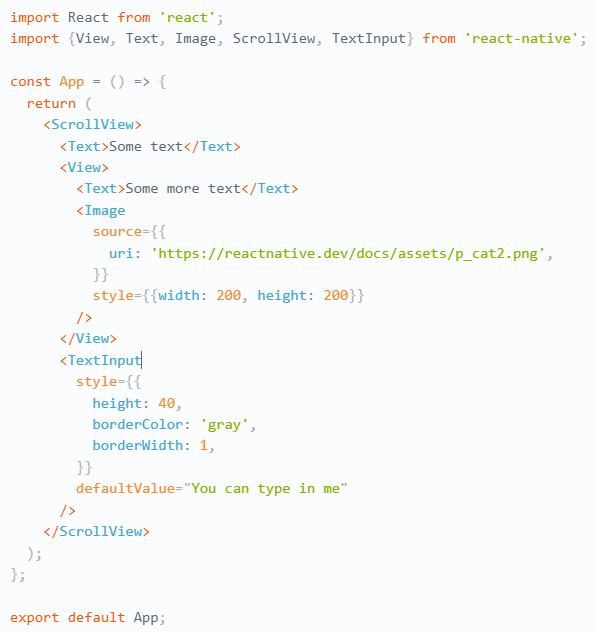 import React from 'react';
import {View, Text, Image, ScrollView, TextInput} from 'react-native';

const App = () => {
  return (
    <ScrollView>
      <Text>Some text</Text>
      <View>
        <Text>Some more text</Text>
        <Image
          source={{
            uri: 'https://reactnative.dev/docs/assets/p_cat2.png',
          }}
          style={{width: 200, height: 200}}
        />
      </View>
      <TextInput
        style={{
          height: 40,
          borderColor: 'gray',
          borderWidth: 1,
        }}
        defaultValue="You can type in me"
      />
    </ScrollView>
  );
};

export default App;